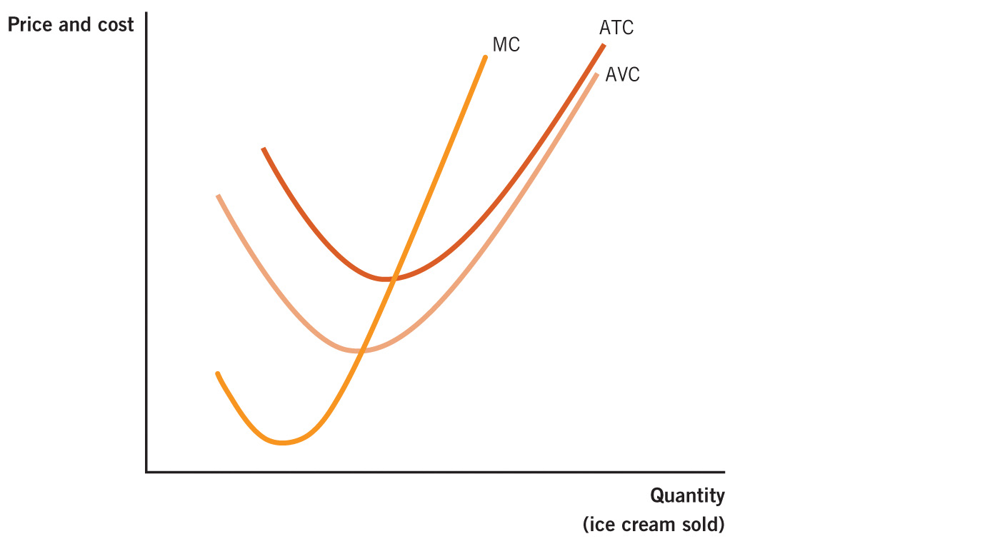 Price and cost
MC
ATC
AVC
Quantity
(ice cream sold)